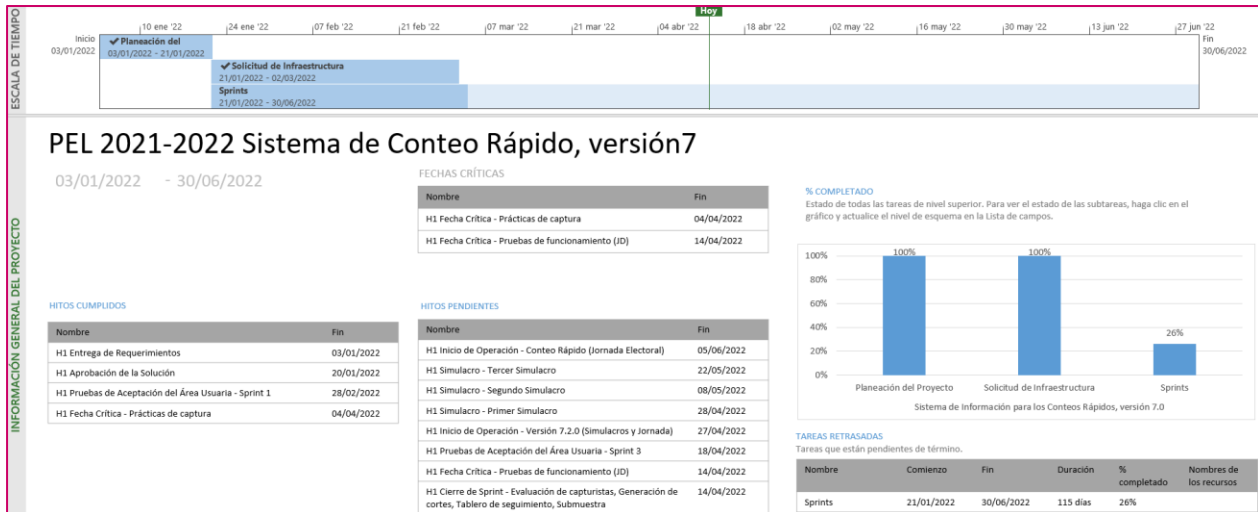 ESCALA DE TIEMPO
Hoy
10 ene '22 24 ene '22 07 feb '22 21 feb '22 07 mar '22 21 mar '22 04 abr '22 18 abr '22 02 may '22 16 may '22 30 may '22 13 jun '22 27 jun '22
Inicio
03/01/2022
Planeación del
03/01/2022 - 21/01/2022
Solicitud de Infraestructura
21/01/2022 - 02/03/2022
Sprints
21/01/2022 - 30/06/2022
Fin
30/06/2022
INFORMACIÓN GENERAL DEL PROYECTO
PEL 2021-2022 Sistema de Conteo Rápido, versión7
03/01/2022 - 30/06/2022
FECHAS CRÍTICAS
Nombre Fin
H1 Fecha Crítica - Prácticas de captura 04/04/2022
H1 Fecha Crítica - Pruebas de funcionamiento (JD) 14/04/2022
HITOS CUMPLIDOS
Nombre Fin
H1 Entrega de Requerimientos 03/01/2022
H1 Aprobación de la Solución 20/01/2022
H1 Pruebas de Aceptación del Área Usuaria - Sprint 1 28/02/2022
H1 Fecha Crítica - Prácticas de captura 04/04/2022
HITOS PENDIENTES
Nombre Fin
H1 Inicio de Operación - Conteo Rápido (Jornada Electoral) 05/06/2022
H1 Simulacro - Tercer Simulacro 22/05/2022
H1 Simulacro - Segundo Simulacro 08/05/2022
H1 Simulacro - Primer Simulacro 28/04/2022
H1 Inicio de Operación - Versión 7.2.0 (Simulacros y Jornada) 27/04/2022
H1 Pruebas de Aceptación del Área Usuaria - Sprint 3 18/04/2022
H1 Fecha Crítica - Pruebas de funcionamiento (JD) 14/04/2022
H1 Cierre de Sprint - Evaluación de capturistas, Generación de 14/04/2022
cortes, Tablero de seguimiento, Submuestra
% COMPLETADO
Estado de todas las tareas de nivel superior. Para ver el estado de las subtareas, haga clic en el
gráfico y actualice el nivel de esquema en la Lista de campos.
100% 100% 100%
80%
60%
40%
26%
20%
0%
Planeación del Proyecto Solicitud de Infraestructura Sprints
Sistema de Información para los Conteos Rápidos, versión 7.0
TAREAS RETRASADAS
Tareas que están pendientes de término.
Nombre Comienzo Fin Duración % Nombres de
completado los recursos
Sprints 21/01/2022 30/06/2022 115 días 26%